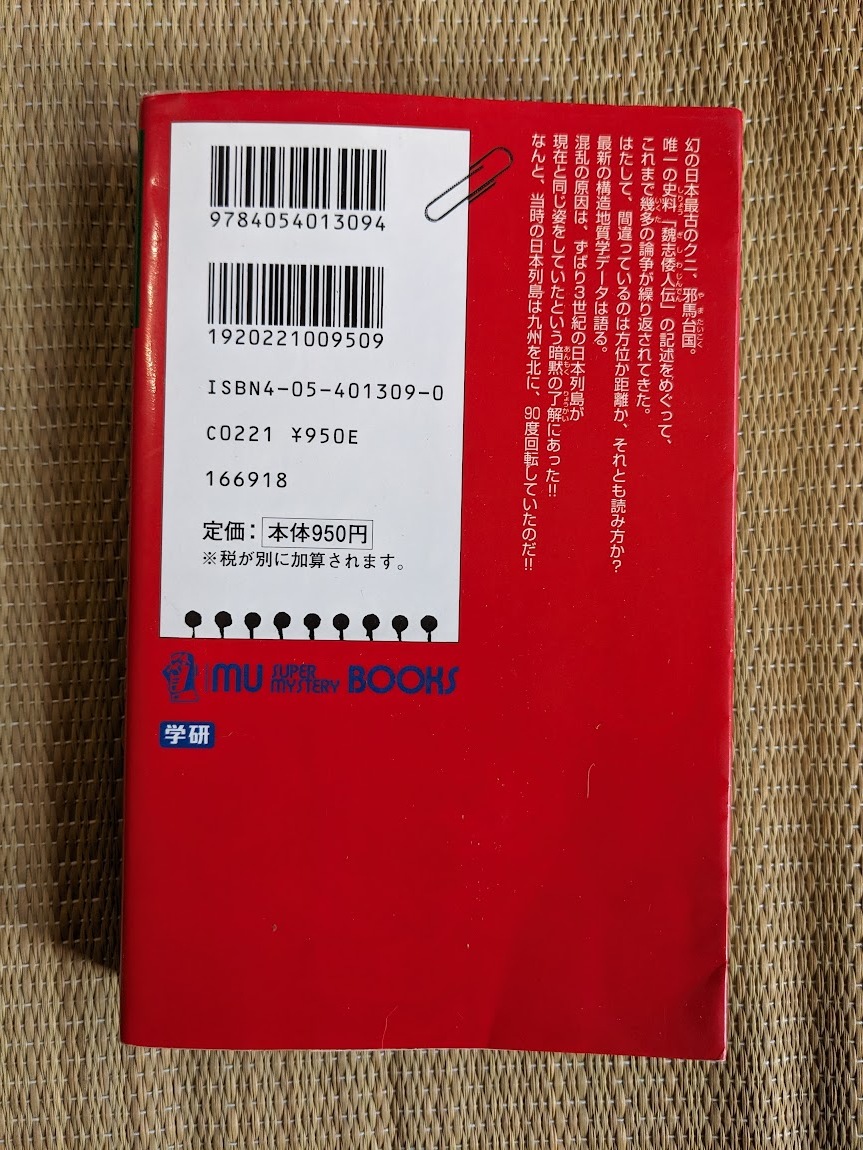 幻の日本最古のクニ、邪馬台国。
唯一の史料『魏志倭人伝』の記述をめぐって、
これまで幾多の論争が繰り返されてきた。
はたして、間違っているのは方位か距離か、それとも読み方か?
最新の構造地質学データは語る。
混乱の原因は、ずばり3世紀の日本列島が
現在と同じ姿をしていたという暗黙の了解にあった!!
なんと、当時の日本列島は九州を北に、90度回転していたのだ!!
9784054013094
1920221009509
ISBN4-05-401309-0
C0221 ¥950E
166918
定価:本体950円
※税が別に加算されます。
MU SUPER MYSTERY BOOKS
学研